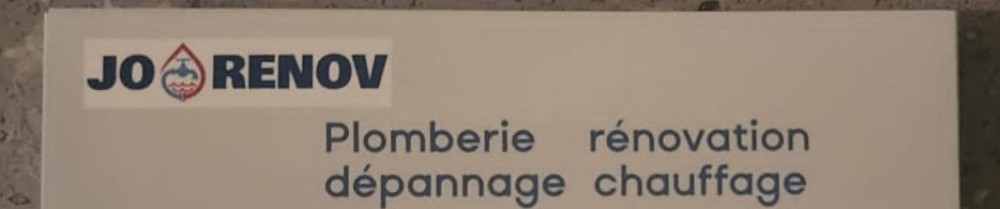 JO RENOV
Plomberie rénovation
dépannage chauffage